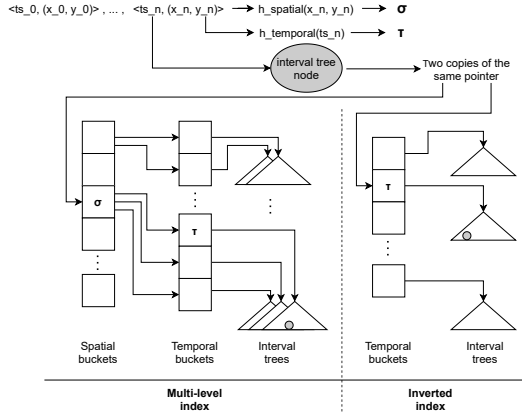 <ts_0, (x_0, y_0)> , ... , <ts_n, (x_n, y_n)> h_spatial(x_n, y_n) σ
h_temporal(ts_n) τ
interval tree
node
Two copies of the
same pointer
σ
τ
τ
Spatial
buckets
Temporal
buckets
Interval
trees
Temporal
buckets
Interval
trees
Multi-level
index
Inverted
index